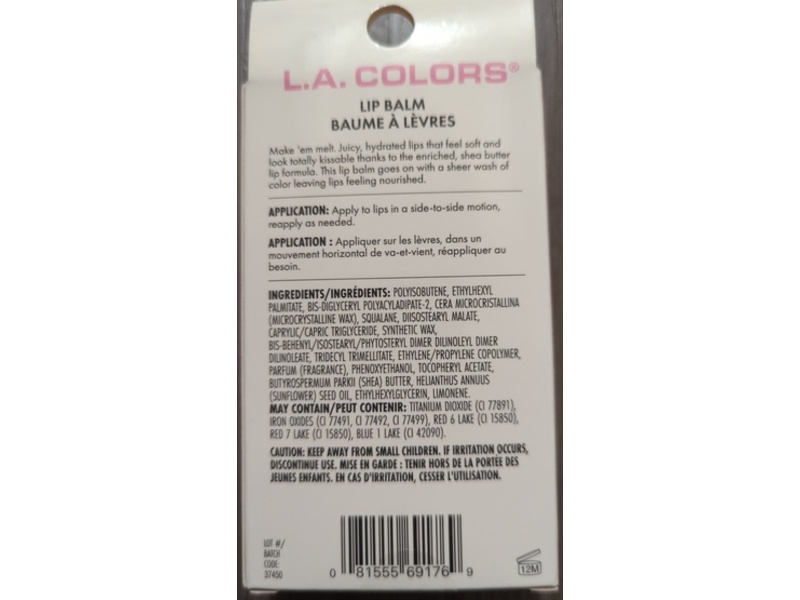 L.A. COLORS®
LIP BALM
BAUME À LÈVRES
Make 'em melt. Juicy, hydrated lips that feel soft and
look totally kissable thanks to the enriched, shea butter
lip formula. This lip balm goes on with a sheer wash of
color leaving lips feeling nourished.
APPLICATION: Apply to lips in a side-to-side motion,
reapply as needed.
APPLICATION : Appliquer sur les lèvres, dans un
mouvement horizontal de va-et-vient, réappliquer au
besoin.
INGREDIENTS/INGRÉDIENTS: POLYISOBUTENE, ETHYLHEXYL
PALMITATE, BIS-DIGLYCERYL POLYACYLADIPATE-2, CERA MICROCRISTALLINA
(MICROCRYSTALLINE WAX), SQUALANE, DIISOSTEARYL MALATE,
CAPRYLIC/CAPRIC TRIGLYCERIDE, SYNTHETIC WAX,
BIS-BEHENYL/ISOSTEARYL/PHYTOSTERYL DIMER DILINOLEYL DIMER
DILINOLEATE, TRIDECYL TRIMELLITATE, ETHYLENE/PROPYLENE COPOLYMER,
PARFUM (FRAGRANCE), PHENOXYETHANOL, TOCOPHERYL ACETATE,
BUTYROSPERMUM PARKII (SHEA) BUTTER, HELIANTHUS ANNUUS
(SUNFLOWER) SEED OIL, ETHYLHEXYLGLYCERIN, LIMONENE.
MAY CONTAIN/PEUT CONTENIR: TITANIUM DIOXIDE (CI 77891),
IRON OXIDES (CI 77491, CI 77492, CI 77499), RED 6 LAKE (CI 15850),
RED 7 LAKE (CI 15850), BLUE 1 LAKE (CI 42090).
CAUTION: KEEP AWAY FROM SMALL CHILDREN. IF IRRITATION OCCURS,
DISCONTINUE USE. MISE EN GARDE : TENIR HORS DE LA PORTÉE DES
JEUNES ENFANTS. EN CAS D'IRRITATION, CESSER L'UTILISATION.
LOT #/
BATCH
CODE:
37450
0 81555 69176 9
12M